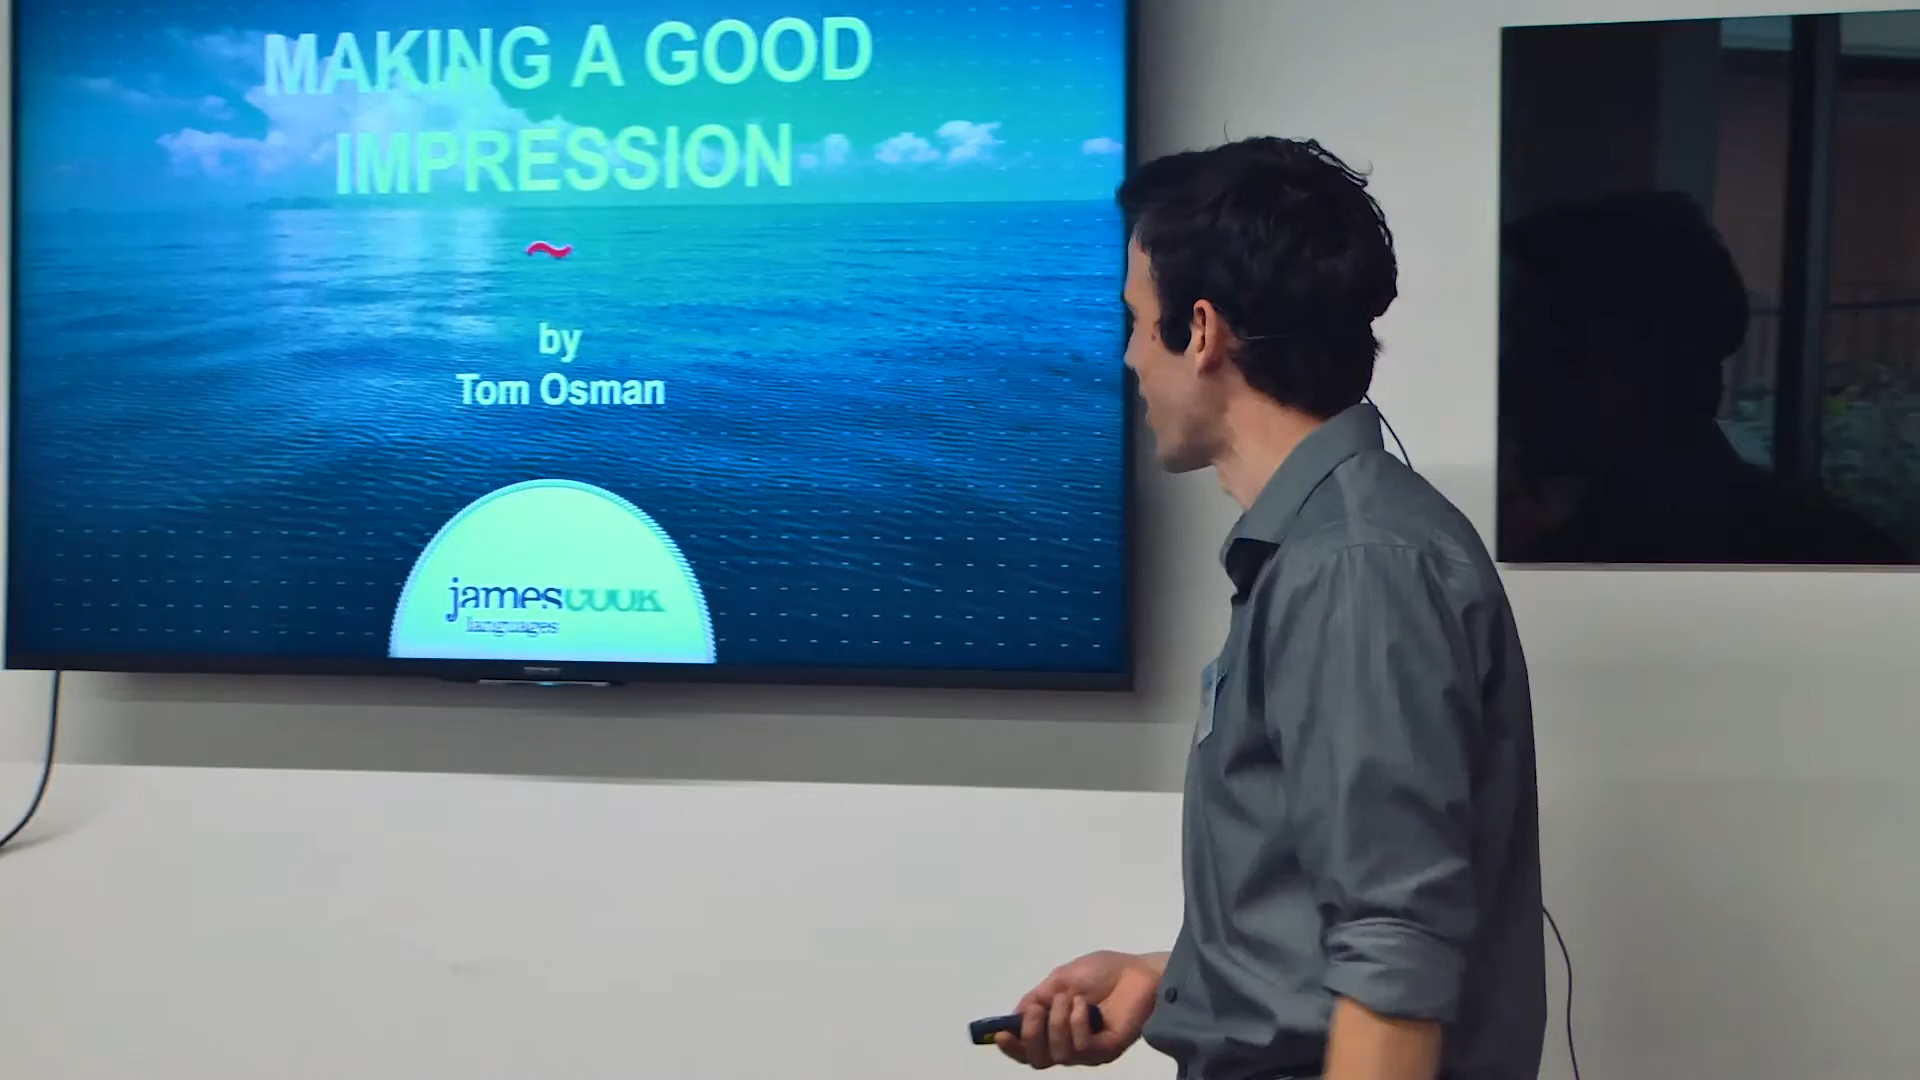 MAKING A GOOD
IMPRESSION
~
by
Tom Osman
jamescook
languages